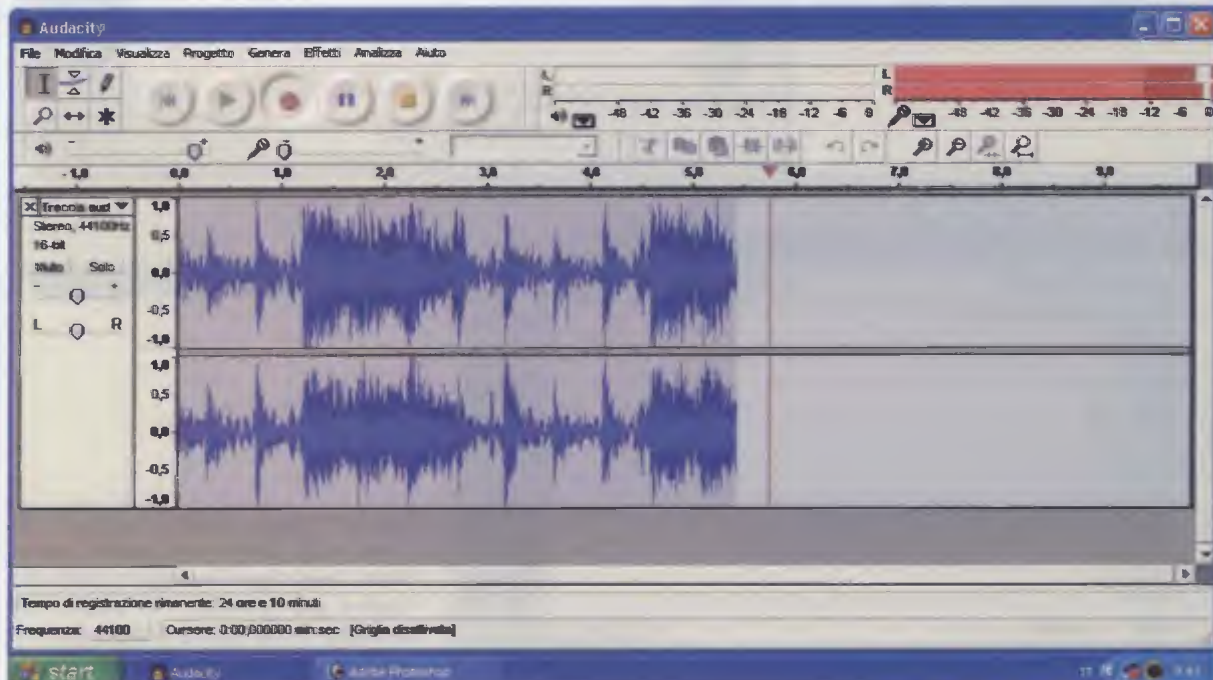 Audacity
File Modifica Visualizza Progetto Genera Effetti Analizza Aiuto
L
R
-48 -42 -36 -30 -24 -18 -12 -6 0
L
R
-48 -42 -36 -30 -24 -18 -12 -6 0
-1,0 0,0 1,0 2,0 3,0 4,0 5,0 6,0 7,0 8,0 9,0
X Traccia aud
Stereo, 44100Hz
16-bit
Muto Solo
- +
L R
1,0
0,5
0,0
-0,5
-1,0
1,0
0,5
0,0
-0,5
-1,0
Tempo di registrazione rimanente: 24 ore e 10 minuti
Frequenza: 44100 Cursore: 0:00,000000 min:sec [Griglia disattivata]
start Audacity Adobe Photoshop